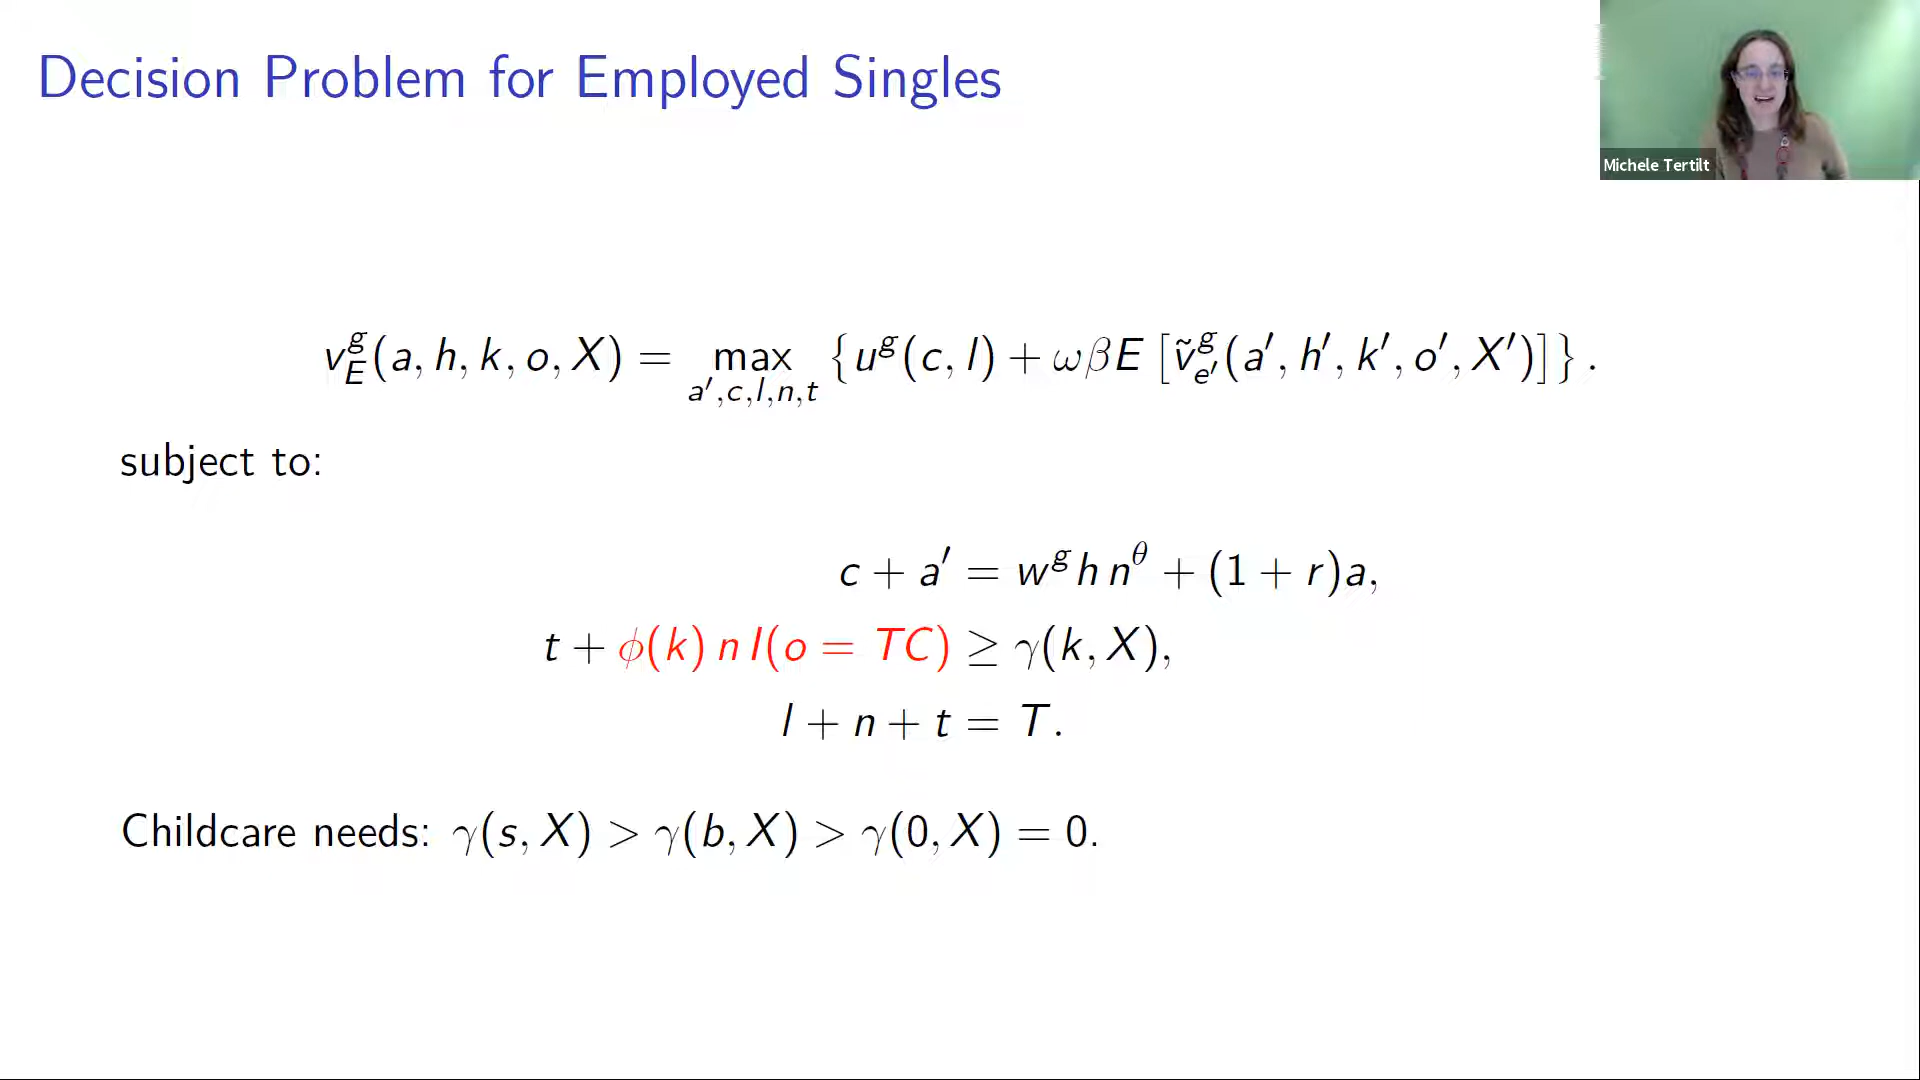 Decision Problem for Employed Singles
Michele Tertilt
v_E^g(a, h, k, o, X) = max_{a′,c,l,n,t} {u^g(c, l) + ωβE [ṽ_{e′}^g(a′, h′, k′, o′, X′)]} .
subject to:
c + a′ = w^g h n^θ + (1 + r)a,
t + ϕ(k) n I(o = TC) ≥ γ(k, X),
l + n + t = T.
Childcare needs: γ(s, X) > γ(b, X) > γ(0, X) = 0.